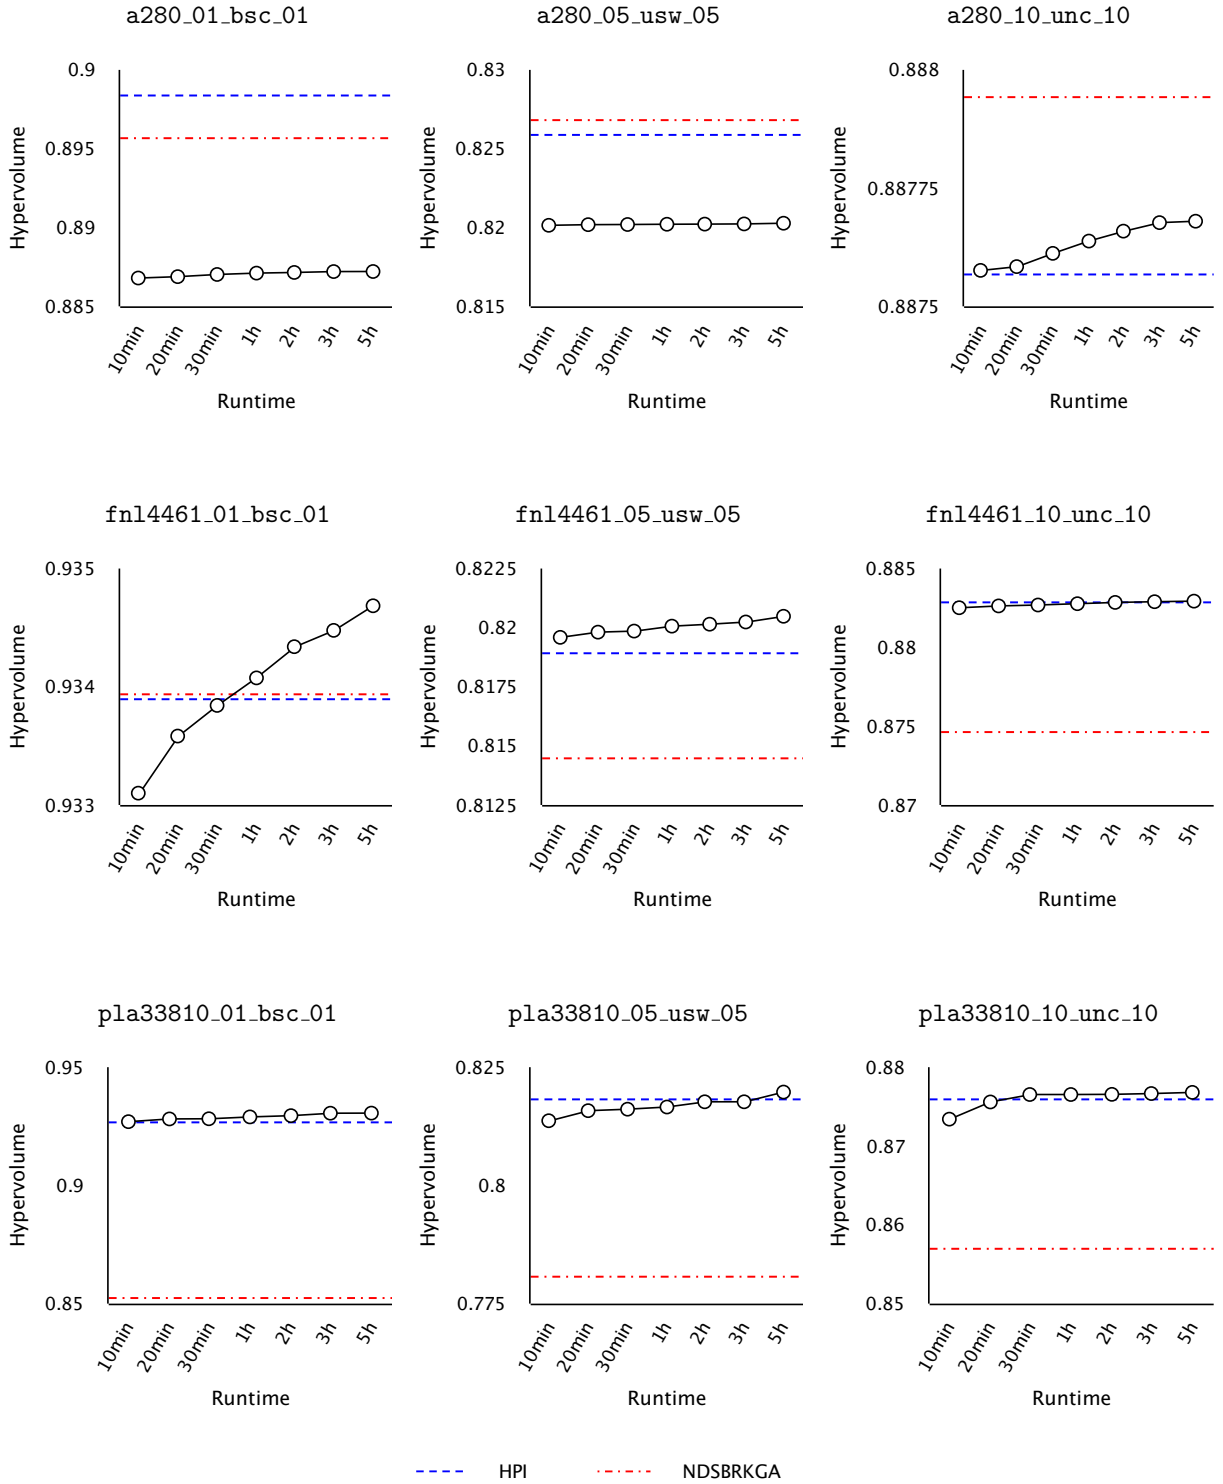 a280_01_bsc_01
0.9
0.895
0.89
0.885
Hypervolume
10min 20min 30min 1h 2h 3h 5h
Runtime
a280_05_usw_05
0.83
0.825
0.82
0.815
Hypervolume
10min 20min 30min 1h 2h 3h 5h
Runtime
a280_10_unc_10
0.888
0.88775
0.8875
Hypervolume
10min 20min 30min 1h 2h 3h 5h
Runtime
fnl4461_01_bsc_01
0.935
0.934
0.933
Hypervolume
10min 20min 30min 1h 2h 3h 5h
Runtime
fnl4461_05_usw_05
0.8225
0.82
0.8175
0.815
0.8125
Hypervolume
10min 20min 30min 1h 2h 3h 5h
Runtime
fnl4461_10_unc_10
0.885
0.88
0.875
0.87
Hypervolume
10min 20min 30min 1h 2h 3h 5h
Runtime
pla33810_01_bsc_01
0.95
0.9
0.85
Hypervolume
10min 20min 30min 1h 2h 3h 5h
Runtime
pla33810_05_usw_05
0.825
0.8
0.775
Hypervolume
10min 20min 30min 1h 2h 3h 5h
Runtime
pla33810_10_unc_10
0.88
0.87
0.86
0.85
Hypervolume
10min 20min 30min 1h 2h 3h 5h
Runtime
HPI NDSBRKGA